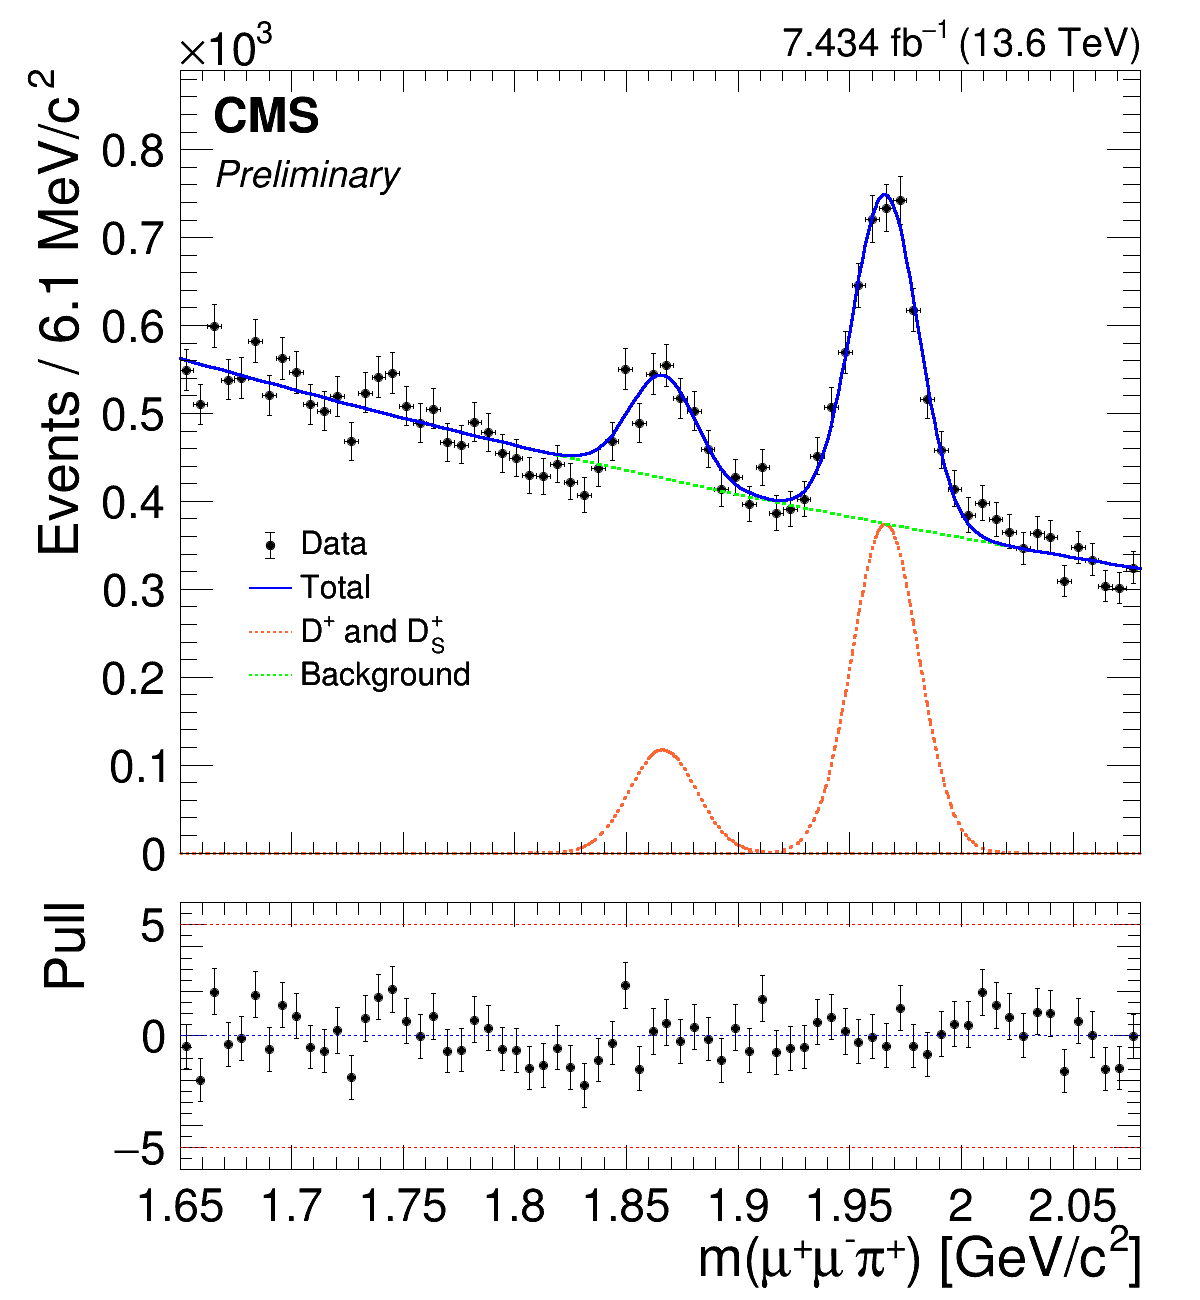 ×10³
7.434 fb⁻¹ (13.6 TeV)
CMS
Preliminary
Events / 6.1 MeV/c²
0.8
0.7
0.6
0.5
0.4
0.3
0.2
0.1
0
Data
Total
D⁺ and D_S⁺
Background
Pull
5
0
−5
1.65 1.7 1.75 1.8 1.85 1.9 1.95 2 2.05
m(μ⁺μ⁻π⁺) [GeV/c²]